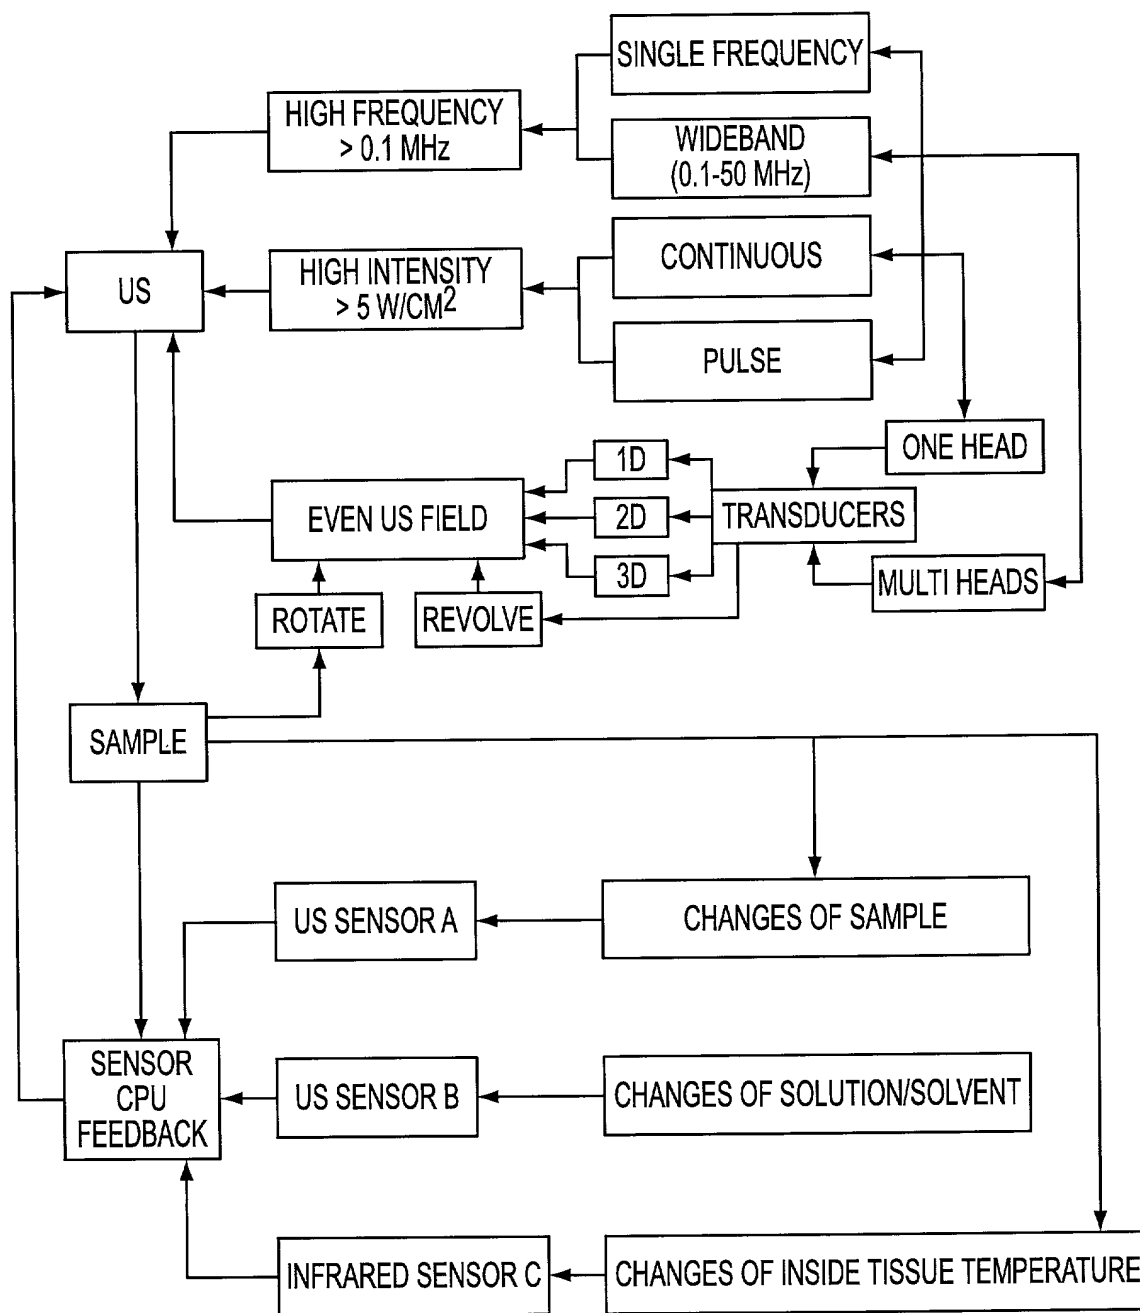 SINGLE FREQUENCY
HIGH FREQUENCY
> 0.1 MHz
WIDEBAND
(0.1-50 MHz)
CONTINUOUS
US
HIGH INTENSITY
> 5 W/CM²
PULSE
ONE HEAD
1D
EVEN US FIELD
2D
TRANSDUCERS
3D
MULTI HEADS
ROTATE
REVOLVE
SAMPLE
US SENSOR A
CHANGES OF SAMPLE
SENSOR
CPU
FEEDBACK
US SENSOR B
CHANGES OF SOLUTION/SOLVENT
INFRARED SENSOR C
CHANGES OF INSIDE TISSUE TEMPERATURE